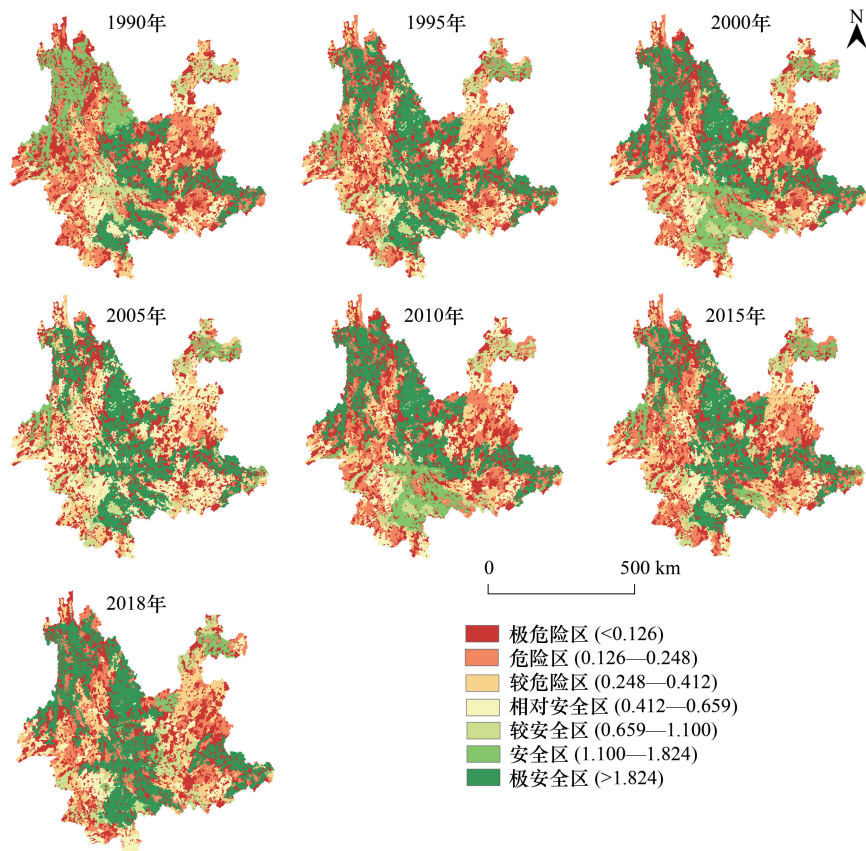 1990年
1995年
2000年
N
2005年
2010年
2015年
0 500 km
2018年
极危险区 (<0.126)
危险区 (0.126—0.248)
较危险区 (0.248—0.412)
相对安全区 (0.412—0.659)
较安全区 (0.659—1.100)
安全区 (1.100—1.824)
极安全区 (>1.824)